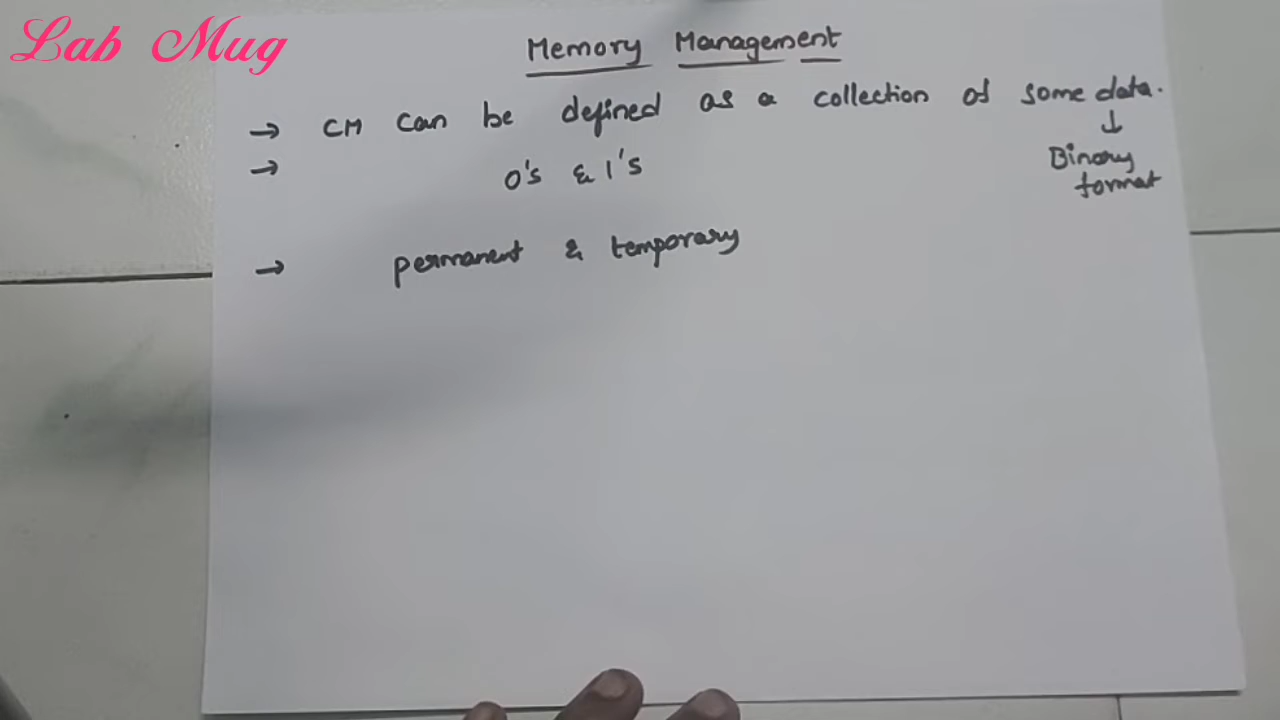 Lab Mug
Memory Management
→ CM can be defined as a collection of some data.
↓
→ 0's & 1's
Binary
format
→ permanent & temporary